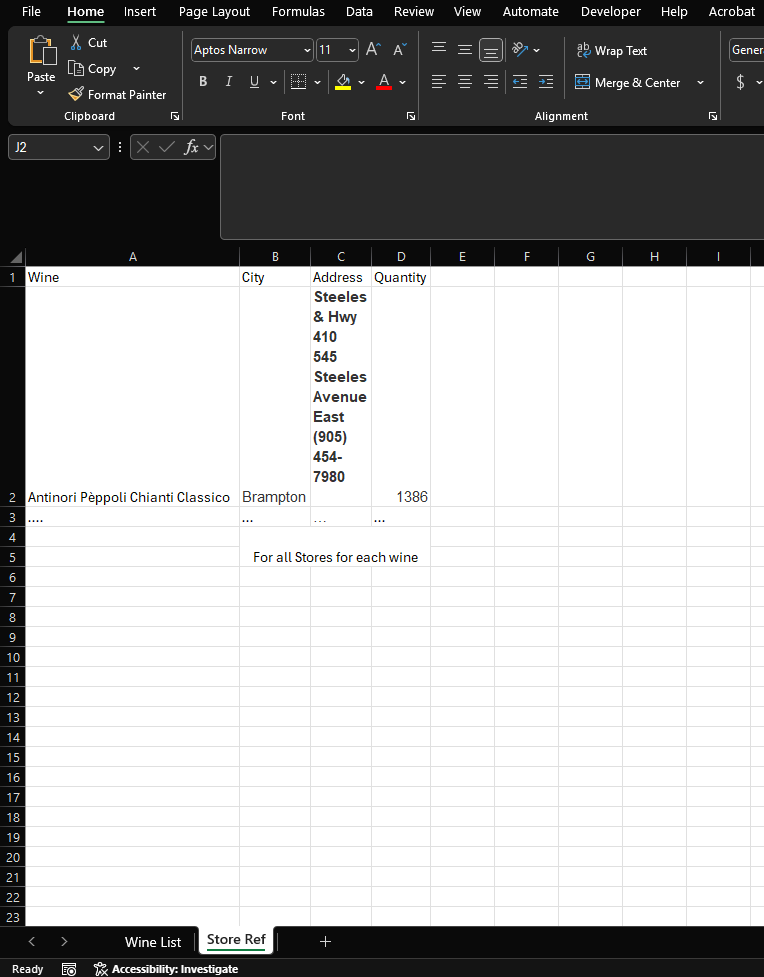 File Home Insert Page Layout Formulas Data Review View Automate Developer Help Acrobat
Paste
Cut
Copy
Format Painter
Clipboard
Aptos Narrow 11 A A
B I U A
Font
ab Wrap Text
Merge & Center
Alignment
Gener
$
J2
fx
A B C D E F G H I
1 Wine City Address Quantity
Steeles
& Hwy
410
545
Steeles
Avenue
East
(905)
454-
7980
2 Antinori Pèppoli Chianti Classico Brampton 1386
3 .... ... ... ...
4
5 For all Stores for each wine
6
7
8
9
10
11
12
13
14
15
16
17
18
19
20
21
22
23
Wine List Store Ref +
Ready Accessibility: Investigate